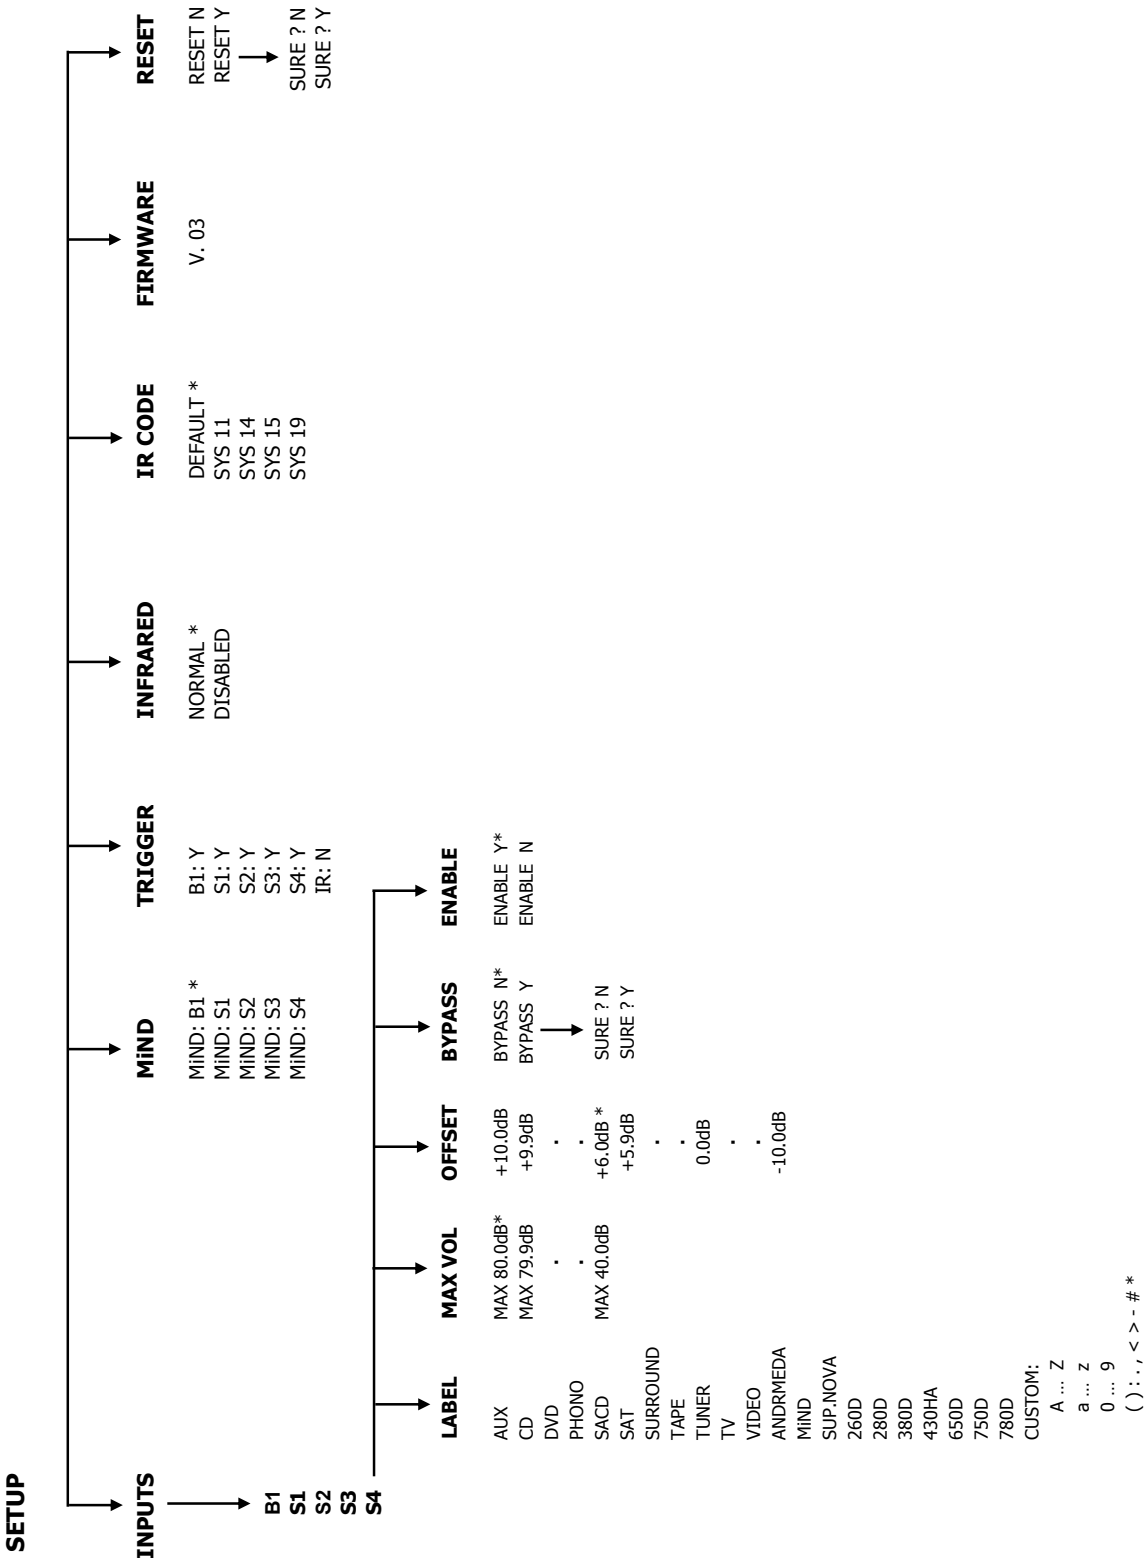 SETUP
INPUTS
B1
S1
S2
S3
S4
LABEL
AUX
CD
DVD
PHONO
SACD
SAT
SURROUND
TAPE
TUNER
TV
VIDEO
ANDRMEDA
MiND
SUP.NOVA
260D
280D
380D
430HA
650D
750D
780D
CUSTOM:
A ... Z
a ... z
0 ... 9
( ) : . , < > - # *
MAX VOL
MAX 80.0dB*
MAX 79.9dB
.
.
MAX 40.0dB
OFFSET
+10.0dB
+9.9dB
.
.
+6.0dB *
+5.9dB
.
.
0.0dB
.
.
-10.0dB
BYPASS
BYPASS N*
BYPASS Y
SURE ? N
SURE ? Y
ENABLE
ENABLE Y*
ENABLE N
MiND
MiND: B1 *
MiND: S1
MiND: S2
MiND: S3
MiND: S4
TRIGGER
B1: Y
S1: Y
S2: Y
S3: Y
S4: Y
IR: N
INFRARED
NORMAL *
DISABLED
IR CODE
DEFAULT *
SYS 11
SYS 14
SYS 15
SYS 19
FIRMWARE
V. 03
RESET
RESET N
RESET Y
SURE ? N
SURE ? Y